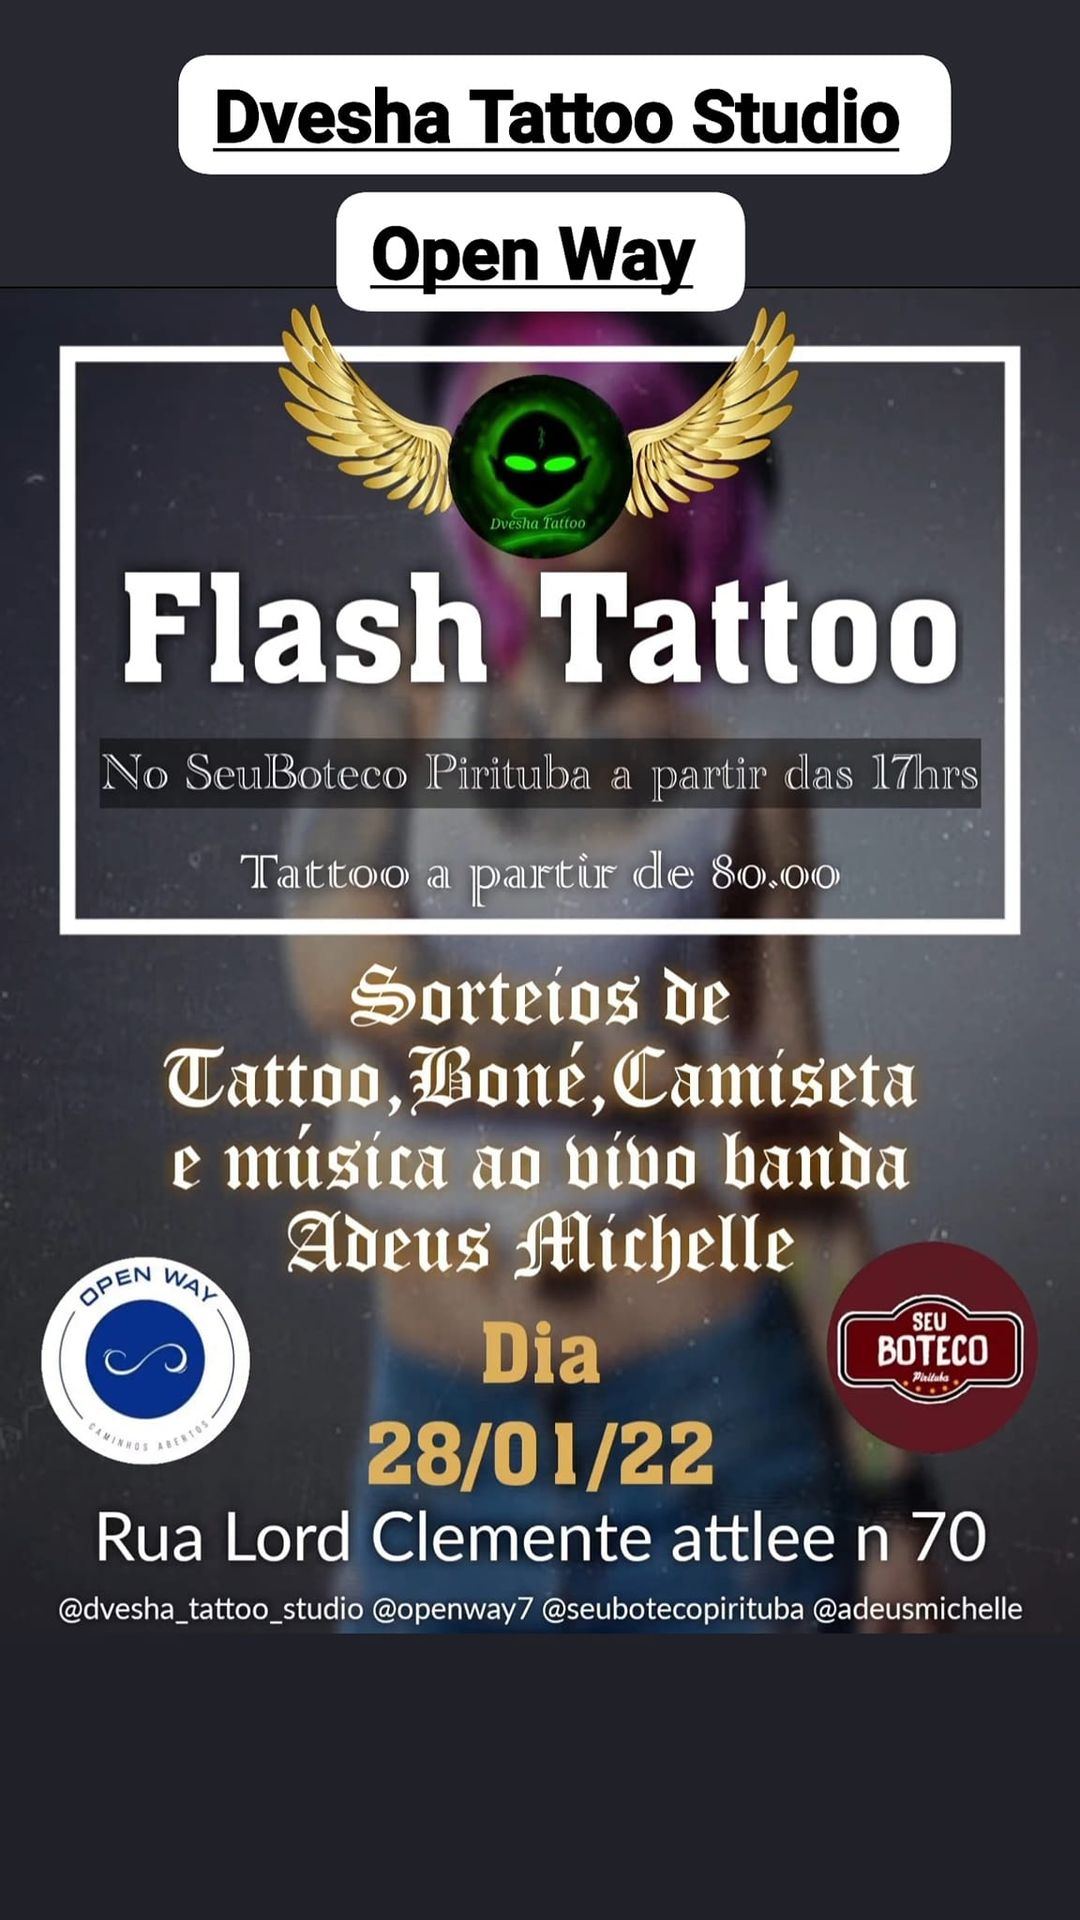 Dvesha Tattoo Studio
Open Way
Dvesha Tattoo
Flash Tattoo
No SeuBoteco Pirituba a partir das 17hrs
Tattoo a partir de 80.00
Sorteios de
Tattoo,Boné,Camiseta
e música ao vivo banda
Adeus Michelle
OPEN WAY
CAMINHOS ABERTOS
SEU
BOTECO
Pirituba
Dia
28/01/22
Rua Lord Clemente attlee n 70
@dvesha_tattoo_studio @openway7 @seubotecopirituba @adeusmichelle